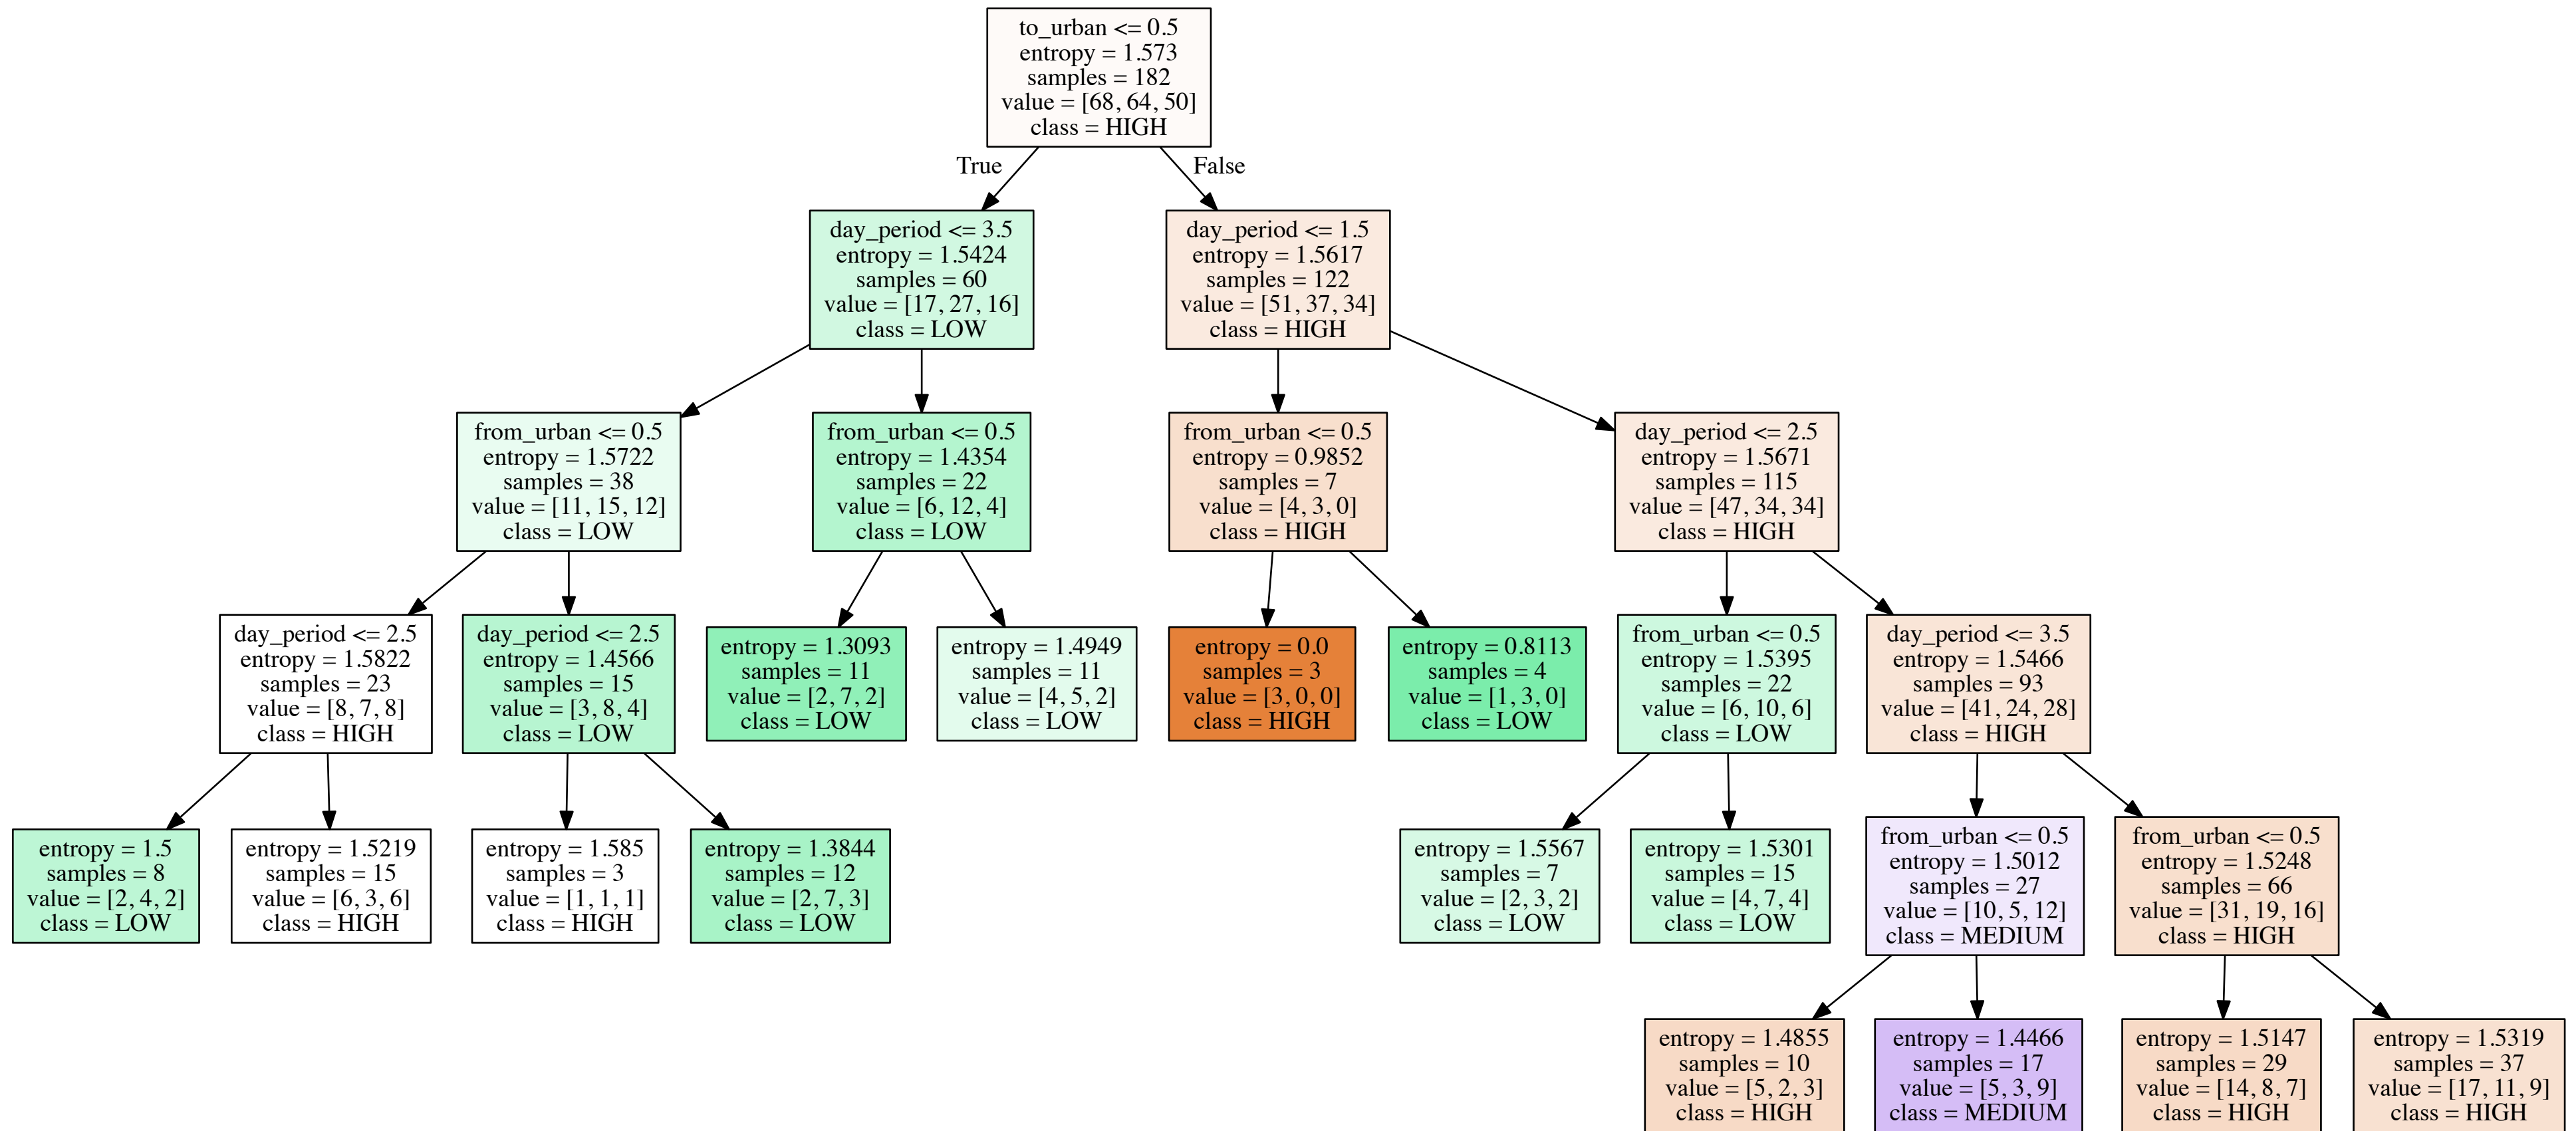 to_urban <= 0.5
entropy = 1.573
samples = 182
value = [68, 64, 50]
class = HIGH
True
False
day_period <= 3.5
entropy = 1.5424
samples = 60
value = [17, 27, 16]
class = LOW
day_period <= 1.5
entropy = 1.5617
samples = 122
value = [51, 37, 34]
class = HIGH
from_urban <= 0.5
entropy = 1.5722
samples = 38
value = [11, 15, 12]
class = LOW
from_urban <= 0.5
entropy = 1.4354
samples = 22
value = [6, 12, 4]
class = LOW
from_urban <= 0.5
entropy = 0.9852
samples = 7
value = [4, 3, 0]
class = HIGH
day_period <= 2.5
entropy = 1.5671
samples = 115
value = [47, 34, 34]
class = HIGH
day_period <= 2.5
entropy = 1.5822
samples = 23
value = [8, 7, 8]
class = HIGH
day_period <= 2.5
entropy = 1.4566
samples = 15
value = [3, 8, 4]
class = LOW
entropy = 1.3093
samples = 11
value = [2, 7, 2]
class = LOW
entropy = 1.4949
samples = 11
value = [4, 5, 2]
class = LOW
entropy = 0.0
samples = 3
value = [3, 0, 0]
class = HIGH
entropy = 0.8113
samples = 4
value = [1, 3, 0]
class = LOW
from_urban <= 0.5
entropy = 1.5395
samples = 22
value = [6, 10, 6]
class = LOW
day_period <= 3.5
entropy = 1.5466
samples = 93
value = [41, 24, 28]
class = HIGH
entropy = 1.5
samples = 8
value = [2, 4, 2]
class = LOW
entropy = 1.5219
samples = 15
value = [6, 3, 6]
class = HIGH
entropy = 1.585
samples = 3
value = [1, 1, 1]
class = HIGH
entropy = 1.3844
samples = 12
value = [2, 7, 3]
class = LOW
entropy = 1.5567
samples = 7
value = [2, 3, 2]
class = LOW
entropy = 1.5301
samples = 15
value = [4, 7, 4]
class = LOW
from_urban <= 0.5
entropy = 1.5012
samples = 27
value = [10, 5, 12]
class = MEDIUM
from_urban <= 0.5
entropy = 1.5248
samples = 66
value = [31, 19, 16]
class = HIGH
entropy = 1.4855
samples = 10
value = [5, 2, 3]
class = HIGH
entropy = 1.4466
samples = 17
value = [5, 3, 9]
class = MEDIUM
entropy = 1.5147
samples = 29
value = [14, 8, 7]
class = HIGH
entropy = 1.5319
samples = 37
value = [17, 11, 9]
class = HIGH